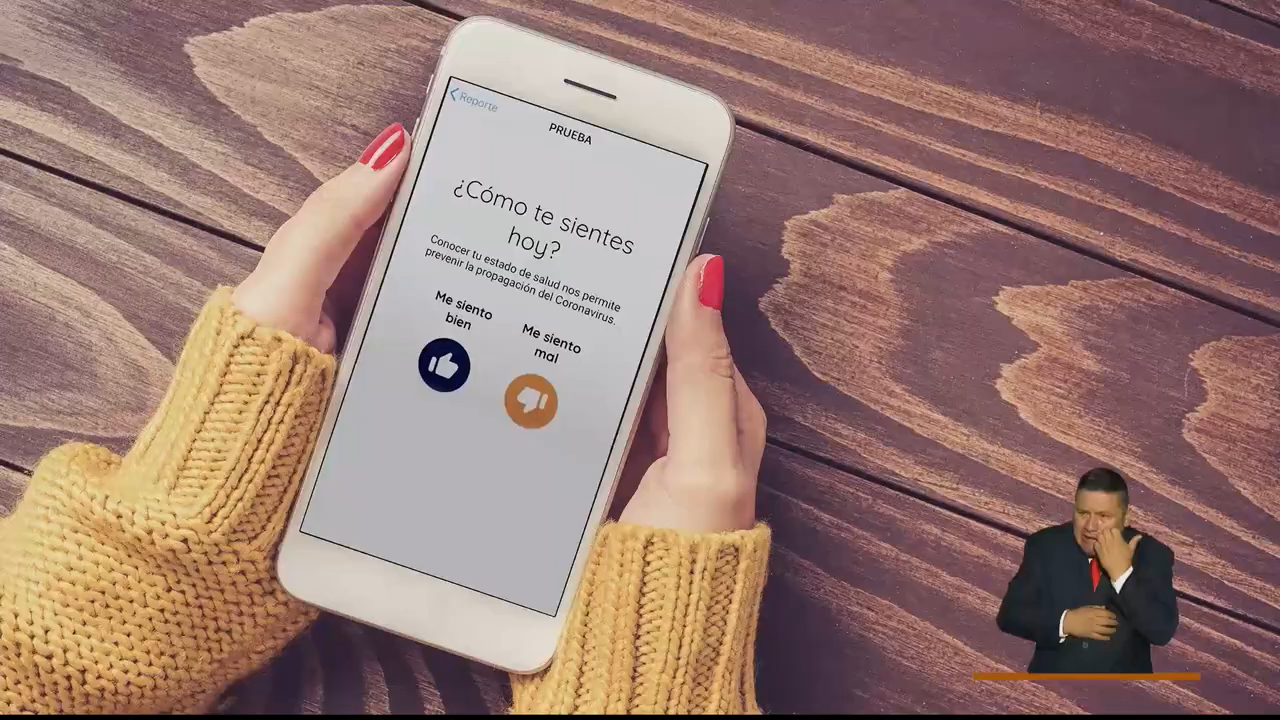 Reporte
PRUEBA
¿Cómo te sientes
hoy?
Conocer tu estado de salud nos permite
prevenir la propagación del Coronavirus.
Me siento
bien
Me siento
mal